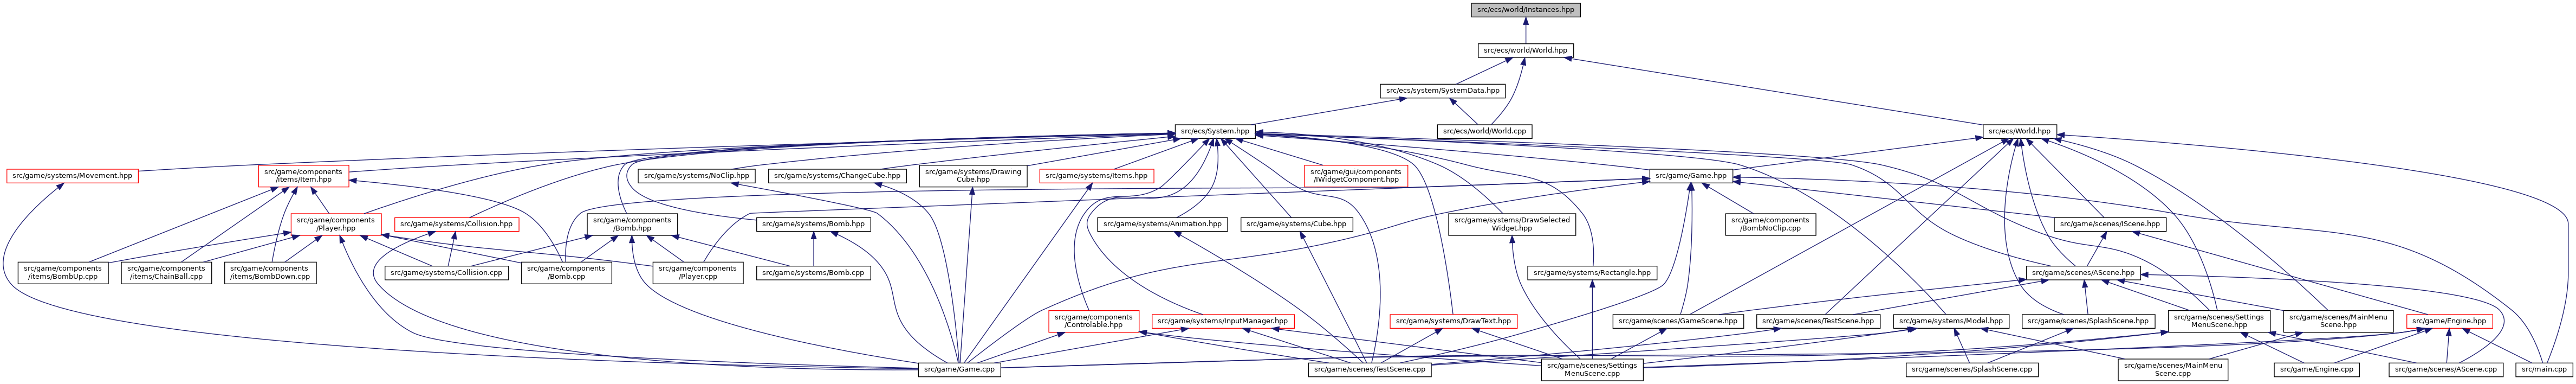 src/ecs/world/Instances.hpp
src/ecs/world/World.hpp
src/ecs/system/SystemData.hpp
src/ecs/System.hpp
src/ecs/world/World.cpp
src/ecs/World.hpp
src/game/systems/Movement.hpp
src/game/components
/items/Item.hpp
src/game/systems/NoClip.hpp
src/game/systems/ChangeCube.hpp
src/game/systems/Drawing
Cube.hpp
src/game/systems/Items.hpp
src/game/gui/components
/IWidgetComponent.hpp
src/game/Game.hpp
src/game/components
/Player.hpp
src/game/systems/Collision.hpp
src/game/components
/Bomb.hpp
src/game/systems/Bomb.hpp
src/game/systems/Animation.hpp
src/game/systems/Cube.hpp
src/game/systems/DrawSelected
Widget.hpp
src/game/components
/BombNoClip.cpp
src/game/scenes/IScene.hpp
src/game/components
/items/BombUp.cpp
src/game/components
/items/ChainBall.cpp
src/game/components
/items/BombDown.cpp
src/game/systems/Collision.cpp
src/game/components
/Bomb.cpp
src/game/components
/Player.cpp
src/game/systems/Bomb.cpp
src/game/systems/Rectangle.hpp
src/game/scenes/AScene.hpp
src/game/components
/Controlable.hpp
src/game/systems/InputManager.hpp
src/game/systems/DrawText.hpp
src/game/scenes/GameScene.hpp
src/game/scenes/TestScene.hpp
src/game/systems/Model.hpp
src/game/scenes/SplashScene.hpp
src/game/scenes/Settings
MenuScene.hpp
src/game/scenes/MainMenu
Scene.hpp
src/game/Engine.hpp
src/game/Game.cpp
src/game/scenes/TestScene.cpp
src/game/scenes/Settings
MenuScene.cpp
src/game/scenes/SplashScene.cpp
src/game/scenes/MainMenu
Scene.cpp
src/game/Engine.cpp
src/game/scenes/AScene.cpp
src/main.cpp